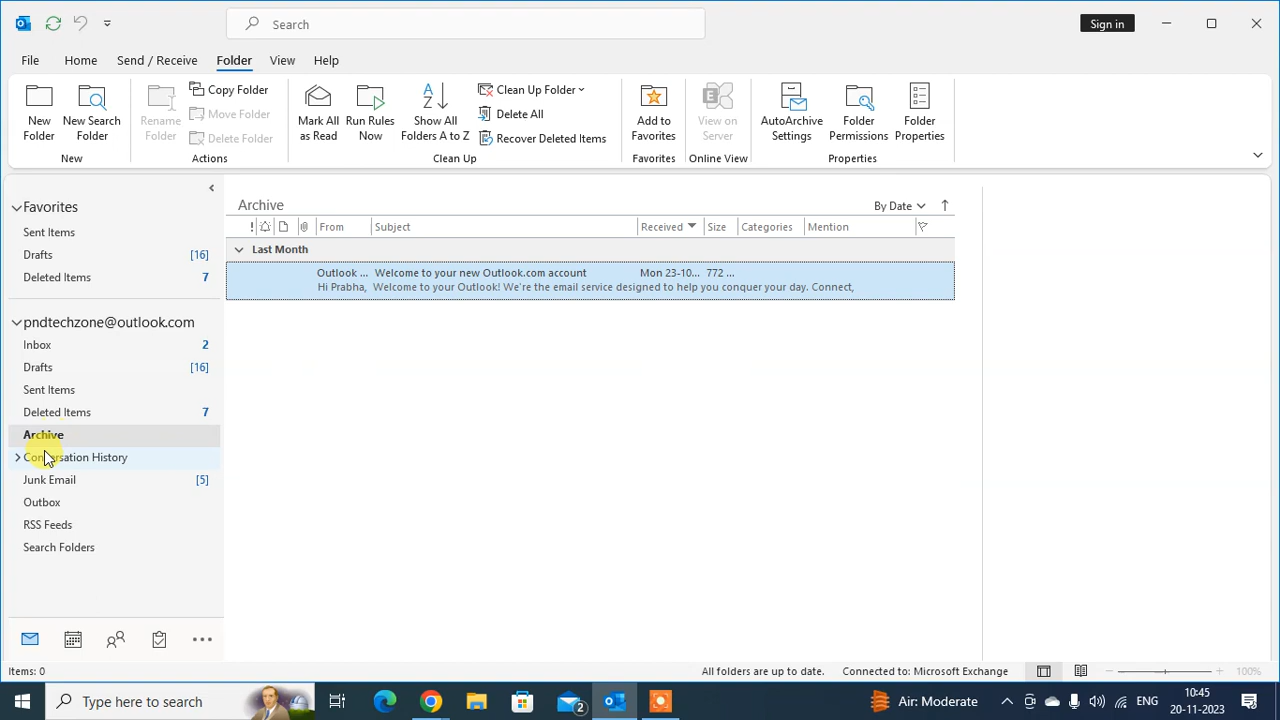 Search
Sign in
File Home Send / Receive Folder View Help
New Folder
New Search Folder
New
Rename Folder
Copy Folder
Move Folder
Delete Folder
Actions
Mark All as Read
Run Rules Now
Show All Folders A to Z
Clean Up Folder
Delete All
Recover Deleted Items
Clean Up
Add to Favorites
Favorites
View on Server
Online View
AutoArchive Settings
Folder Permissions
Folder Properties
Properties
Favorites
Sent Items
Drafts [16]
Deleted Items 7
pndtechzone@outlook.com
Inbox 2
Drafts [16]
Sent Items
Deleted Items 7
Archive
Conversation History
Junk Email [5]
Outbox
RSS Feeds
Search Folders
Archive
By Date
! From Subject Received Size Categories Mention
Last Month
Outlook ... Welcome to your new Outlook.com account Mon 23-10... 772 ...
Hi Prabha, Welcome to your Outlook! We're the email service designed to help you conquer your day. Connect,
Items: 0
All folders are up to date. Connected to: Microsoft Exchange 100%
Type here to search
2
Air: Moderate
ENG
10:45
20-11-2023